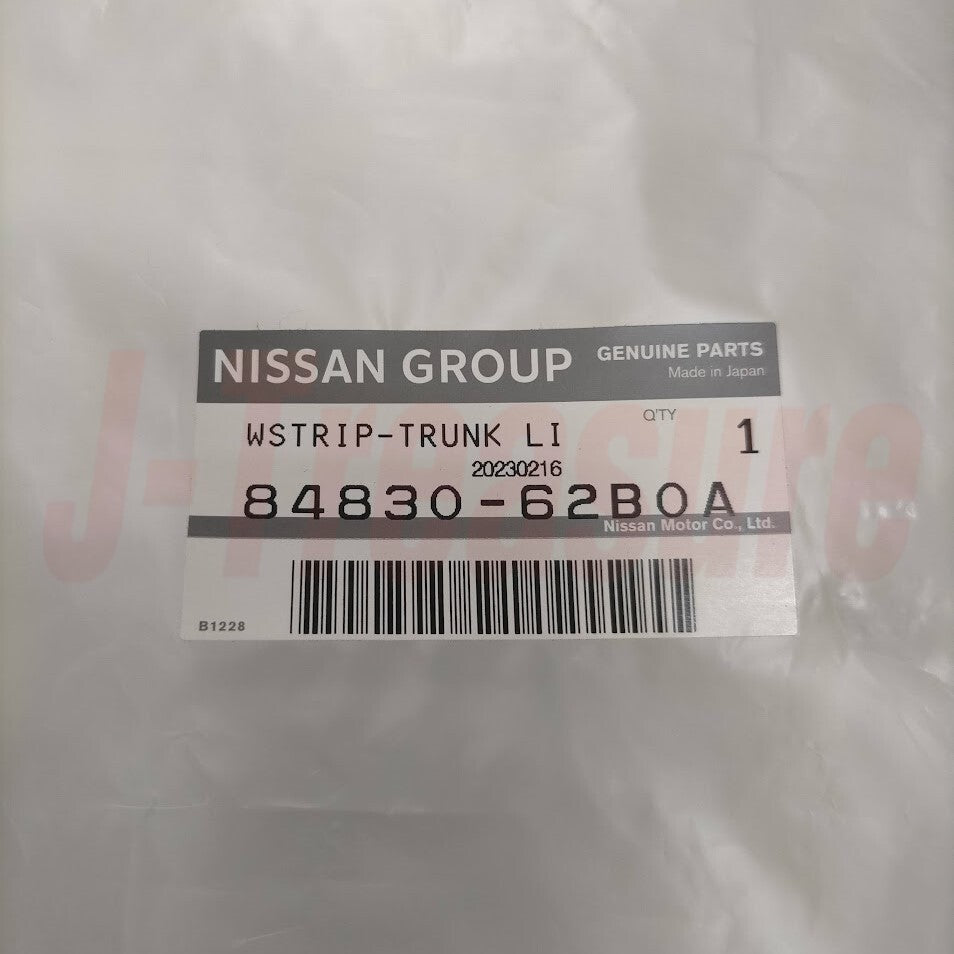 NISSAN GROUP
GENUINE PARTS
Made in Japan
WSTRIP-TRUNK LI
Q'TY
1
20230216
84830-62B0A
Nissan Motor Co., Ltd.
B1228
J-Treasure